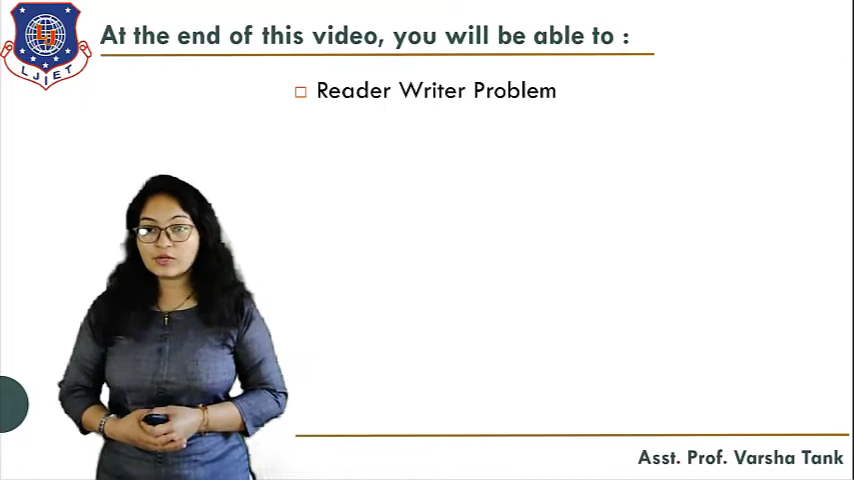 At the end of this video, you will be able to :
LJIET
Reader Writer Problem
Asst. Prof. Varsha Tank